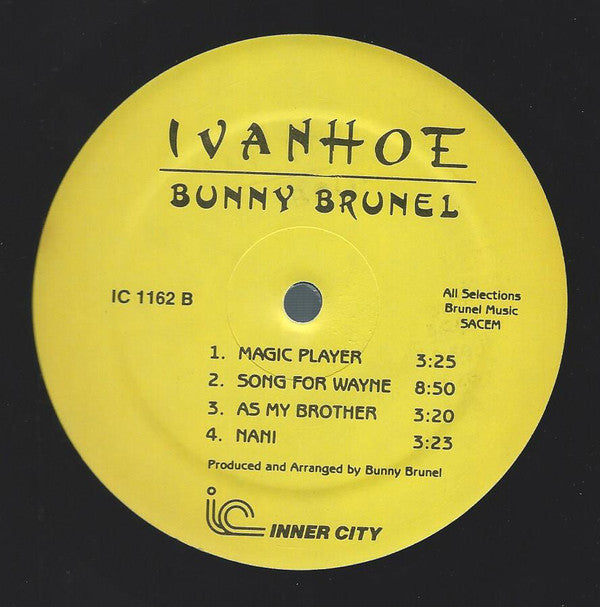 IVANHOE
BUNNY BRUNEL
IC 1162 B
All Selections
Brunel Music
SACEM
1. MAGIC PLAYER 3:25
2. SONG FOR WAYNE 8:50
3. AS MY BROTHER 3:20
4. NANI 3:23
Produced and Arranged by Bunny Brunel
ic INNER CITY